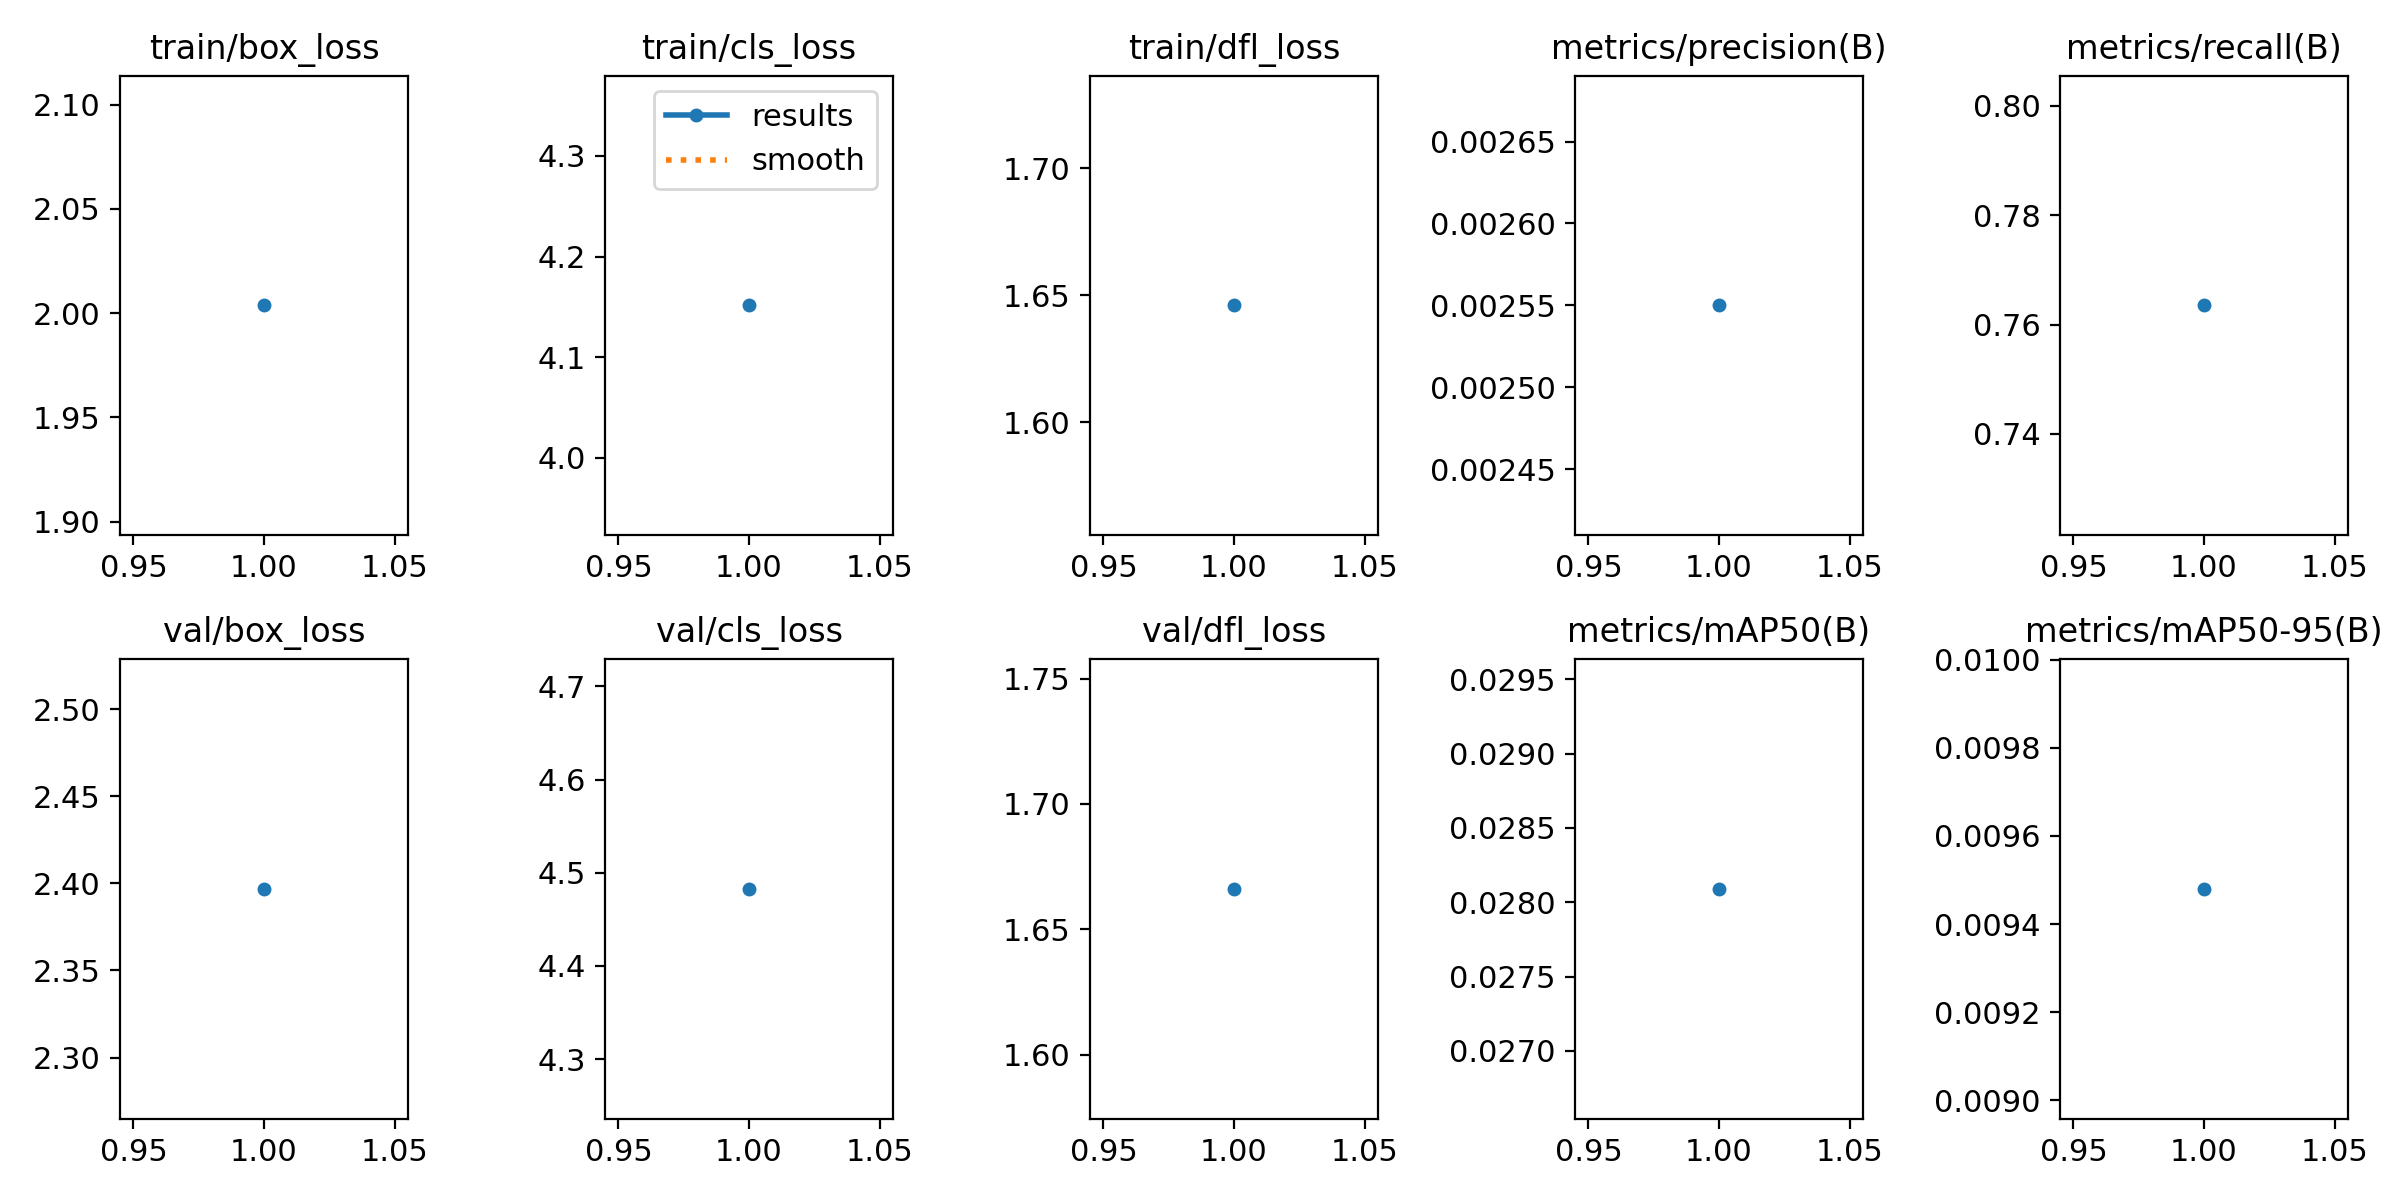 train/box_loss
2.10
2.05
2.00
1.95
1.90
0.95 1.00 1.05
train/cls_loss
results
smooth
4.3
4.2
4.1
4.0
0.95 1.00 1.05
train/dfl_loss
1.70
1.65
1.60
0.95 1.00 1.05
metrics/precision(B)
0.00265
0.00260
0.00255
0.00250
0.00245
0.95 1.00 1.05
metrics/recall(B)
0.80
0.78
0.76
0.74
0.95 1.00 1.05
val/box_loss
2.50
2.45
2.40
2.35
2.30
0.95 1.00 1.05
val/cls_loss
4.7
4.6
4.5
4.4
4.3
0.95 1.00 1.05
val/dfl_loss
1.75
1.70
1.65
1.60
0.95 1.00 1.05
metrics/mAP50(B)
0.0295
0.0290
0.0285
0.0280
0.0275
0.0270
0.95 1.00 1.05
metrics/mAP50-95(B)
0.0100
0.0098
0.0096
0.0094
0.0092
0.0090
0.95 1.00 1.05